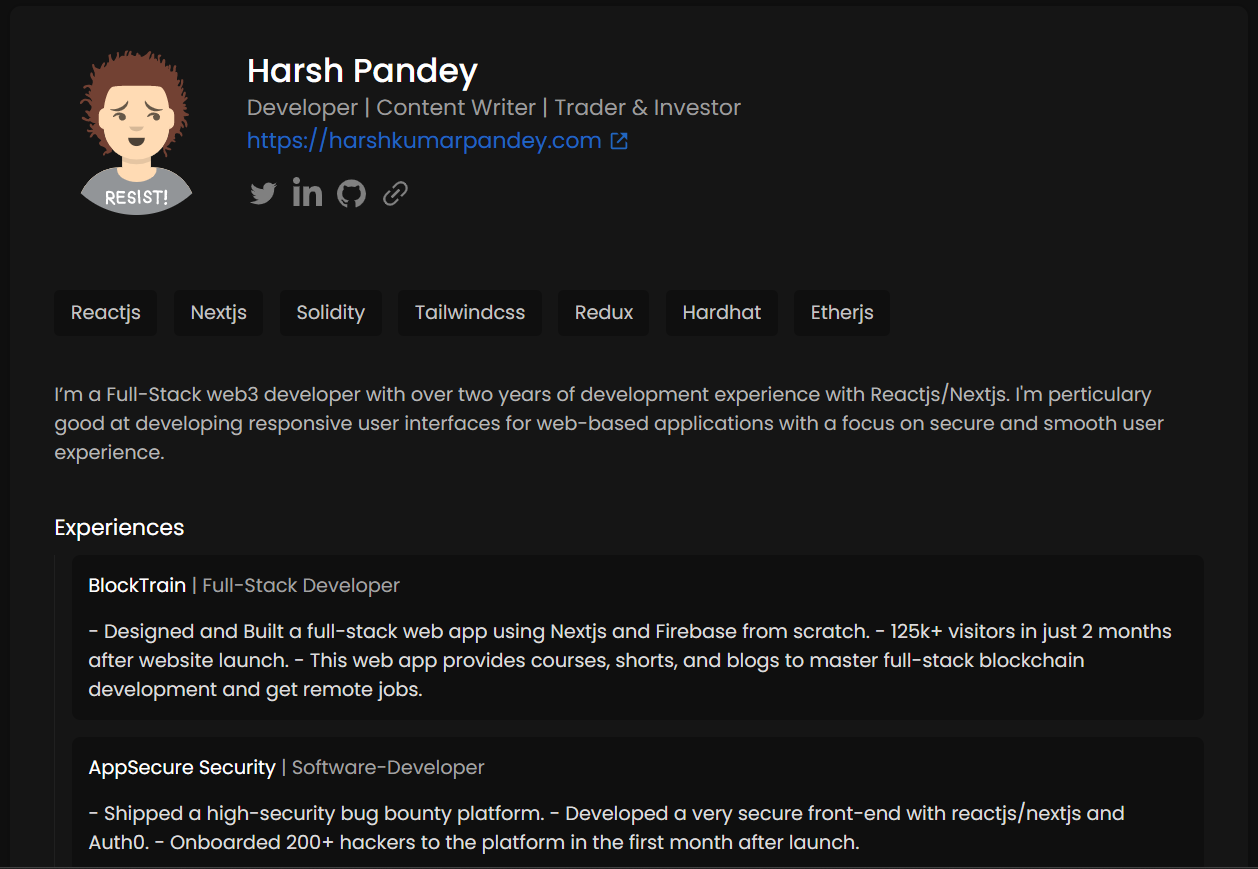 Harsh Pandey
Developer | Content Writer | Trader & Investor
https://harshkumarpandey.com
RESIST!
in
Reactjs Nextjs Solidity Tailwindcss Redux Hardhat Etherjs
I’m a Full-Stack web3 developer with over two years of development experience with Reactjs/Nextjs. I'm perticulary
good at developing responsive user interfaces for web-based applications with a focus on secure and smooth user
experience.
Experiences
BlockTrain | Full-Stack Developer
- Designed and Built a full-stack web app using Nextjs and Firebase from scratch. - 125k+ visitors in just 2 months
after website launch. - This web app provides courses, shorts, and blogs to master full-stack blockchain
development and get remote jobs.
AppSecure Security | Software-Developer
- Shipped a high-security bug bounty platform. - Developed a very secure front-end with reactjs/nextjs and
Auth0. - Onboarded 200+ hackers to the platform in the first month after launch.